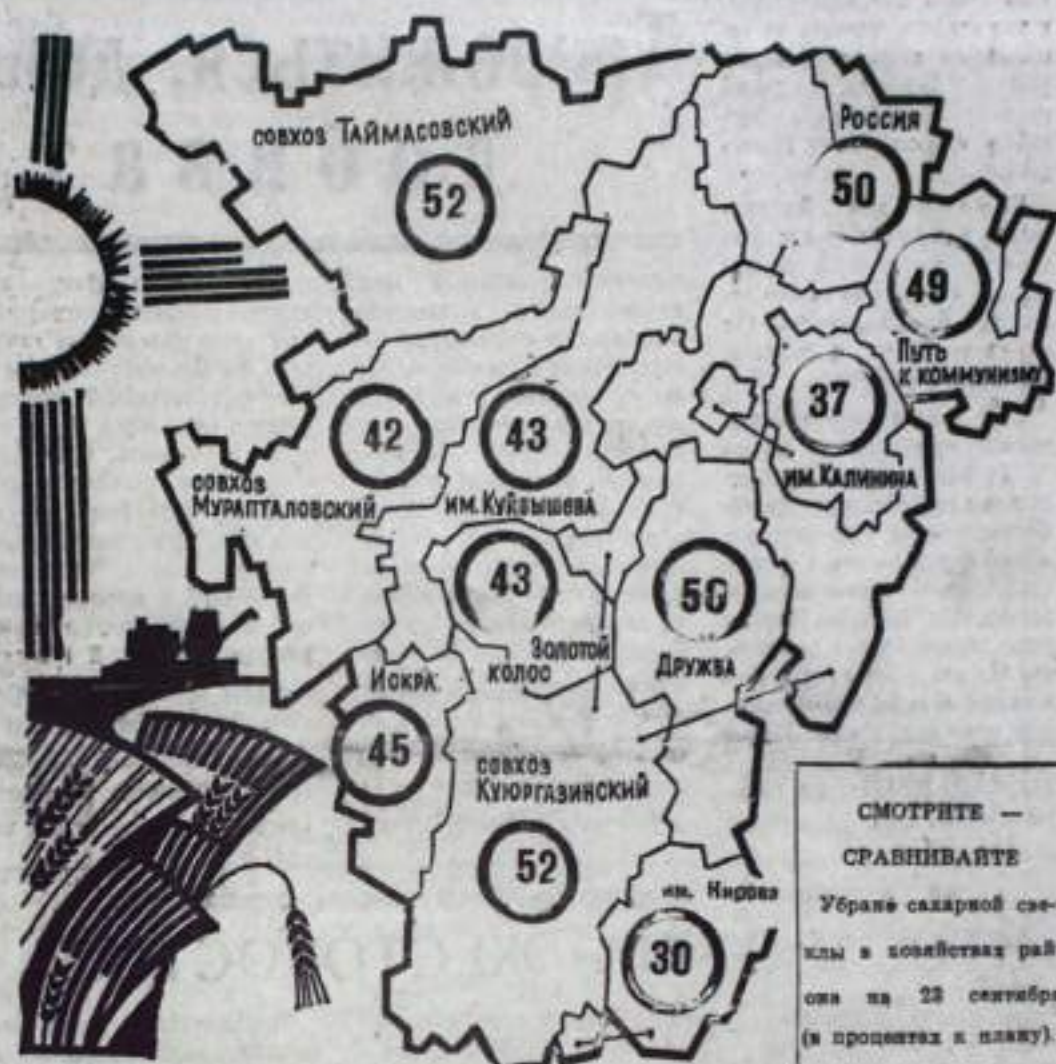 совхоз Таймасовский
52
Россия
50
49
Путь
к коммунизму
37
им. Калинина
42
совхоз
Мурапталовский
43
им. Куйбышева
43
Золотой
колос
50
Дружба
Искра
45
совхоз
Куюргазинский
52
им. Кирова
30
СМОТРИТЕ —
СРАВНИВАЙТЕ
Убрано сахарной све-
клы в хозяйствах рай-
она на 23 сентября
(в процентах к плану).